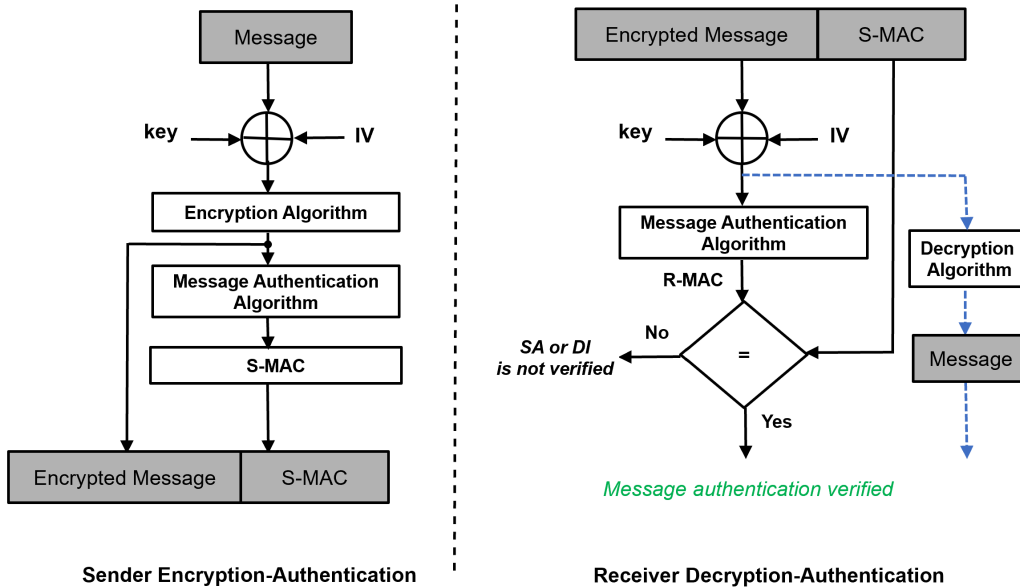 Message
key
IV
Encryption Algorithm
Message Authentication
Algorithm
S-MAC
Encrypted Message
S-MAC
Sender Encryption-Authentication
Encrypted Message
S-MAC
key
IV
Message Authentication
Algorithm
Decryption
Algorithm
R-MAC
No
SA or DI
is not verified
=
Message
Yes
Message authentication verified
Receiver Decryption-Authentication